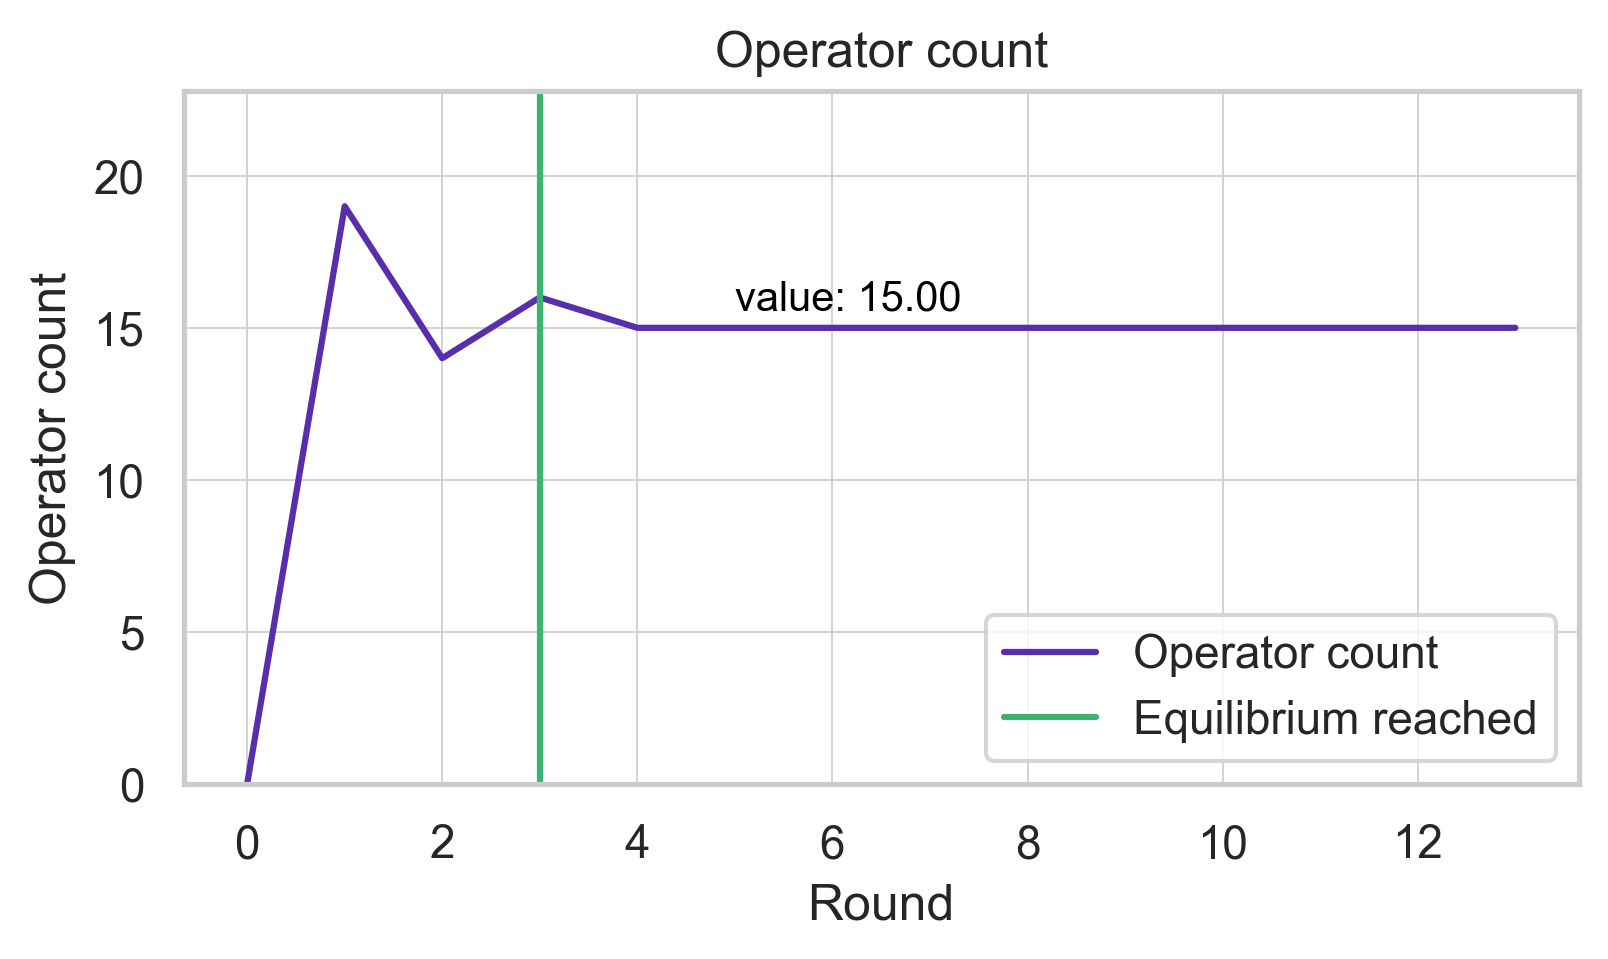 Operator count
Operator count
20
15
10
5
0
value: 15.00
Operator count
Equilibrium reached
0 2 4 6 8 10 12
Round